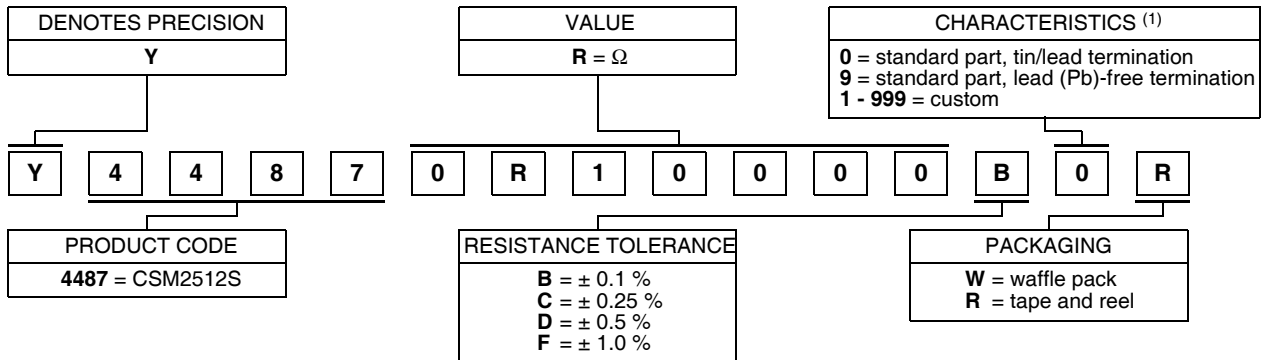 DENOTES PRECISION
Y
VALUE
R = Ω
CHARACTERISTICS (1)
0 = standard part, tin/lead termination
9 = standard part, lead (Pb)-free termination
1 - 999 = custom
Y 4 4 8 7 0 R 1 0 0 0 0 B 0 R
PRODUCT CODE
4487 = CSM2512S
RESISTANCE TOLERANCE
B = ± 0.1 %
C = ± 0.25 %
D = ± 0.5 %
F = ± 1.0 %
PACKAGING
W = waffle pack
R = tape and reel